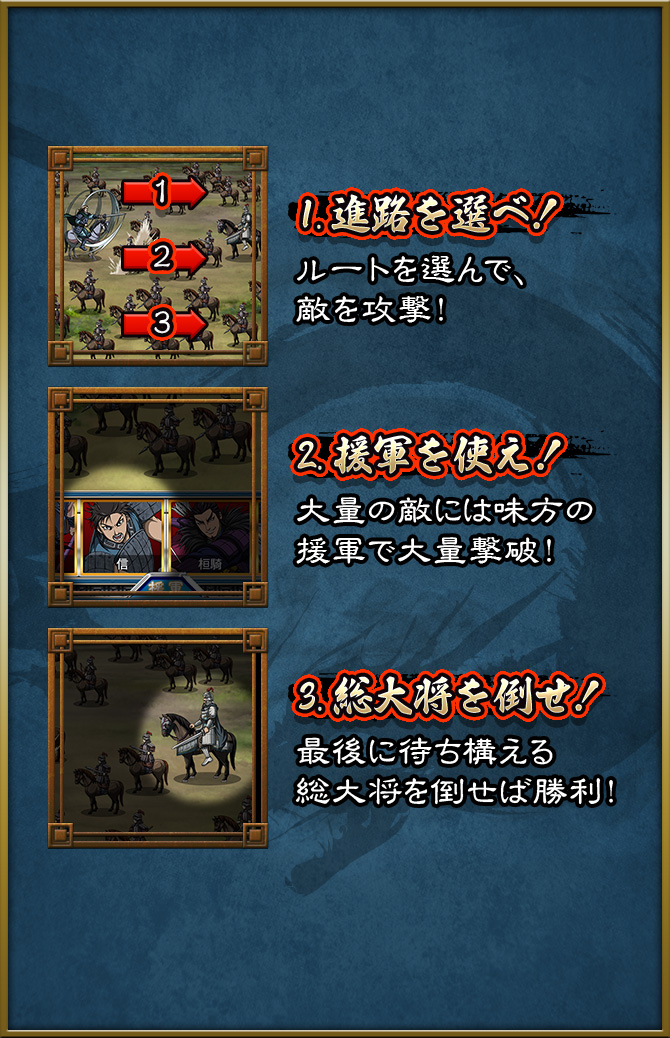 1
2
3
1.進路を選べ!
ルートを選んで、
敵を攻撃!
信
桓騎
援軍
2.援軍を使え!
大量の敵には味方の
援軍で大量撃破!
3.総大将を倒せ!
最後に待ち構える
総大将を倒せば勝利!